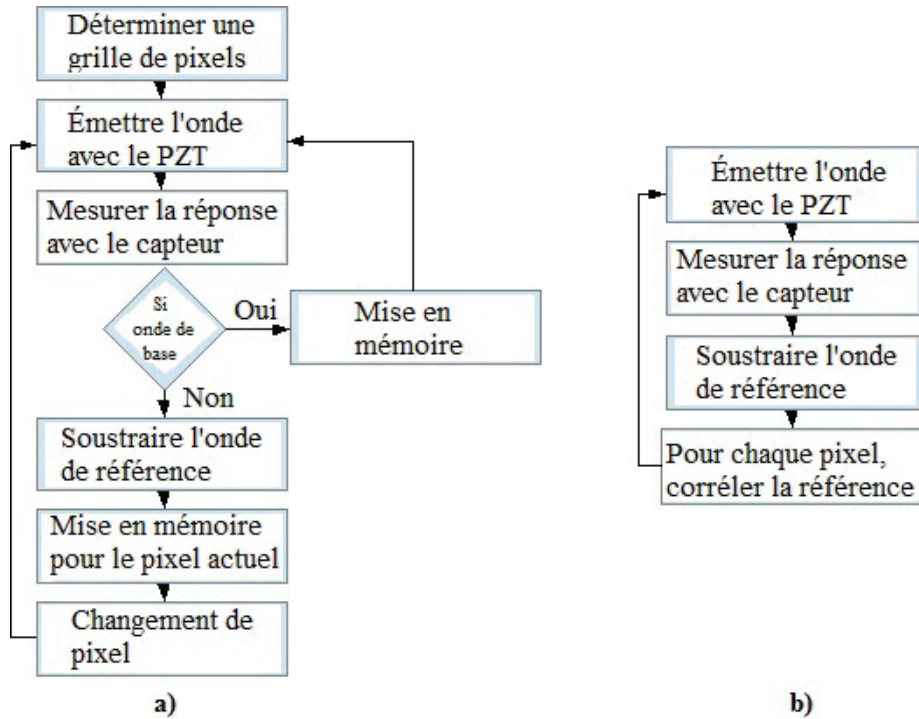 Déterminer une
grille de pixels
Émettre l'onde
avec le PZT
Mesurer la réponse
avec le capteur
Si
onde de
base
Oui
Mise en
mémoire
Non
Soustraire l'onde
de référence
Mise en mémoire
pour le pixel actuel
Changement de
pixel
a)
Émettre l'onde
avec le PZT
Mesurer la réponse
avec le capteur
Soustraire l'onde
de référence
Pour chaque pixel,
corréler la référence
b)